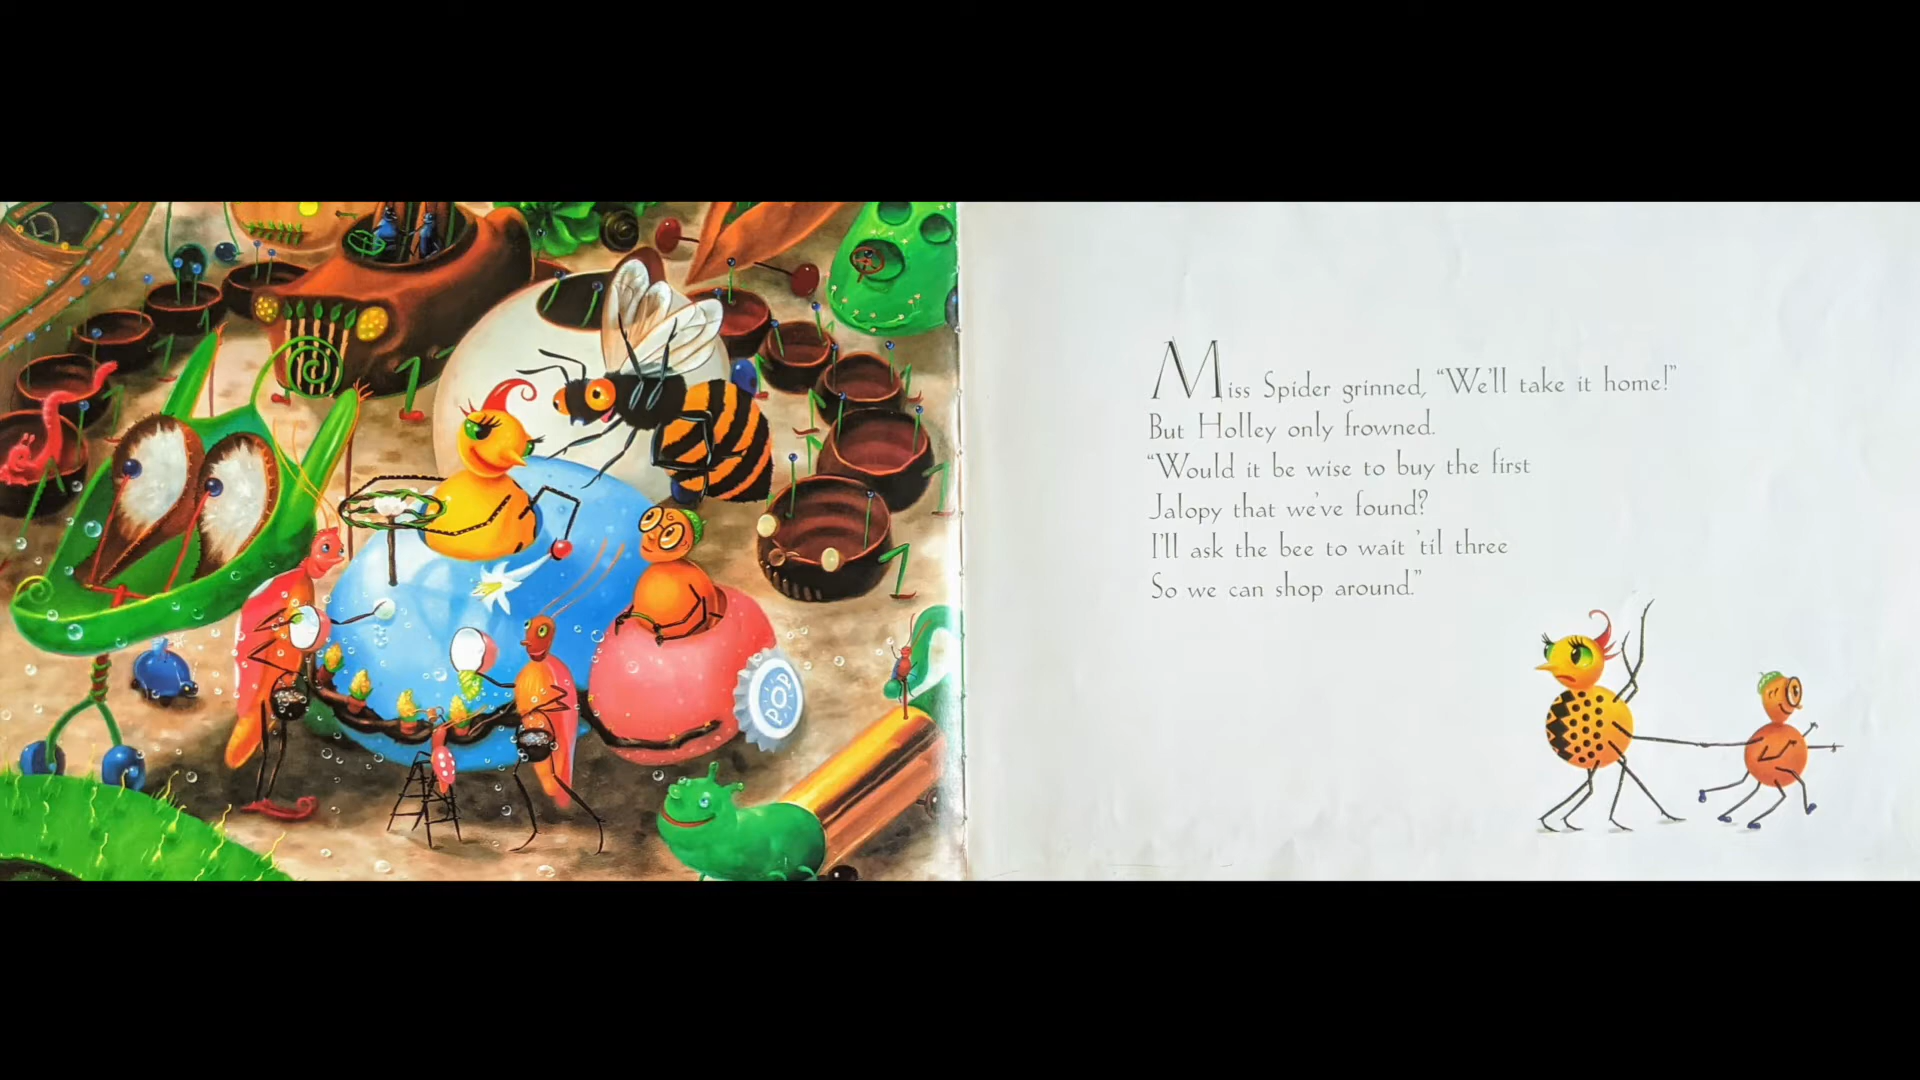 POP
Miss Spider grinned, “We’ll take it home!”
But Holley only frowned.
“Would it be wise to buy the first
Jalopy that we’ve found?
I’ll ask the bee to wait ’til three
So we can shop around.”